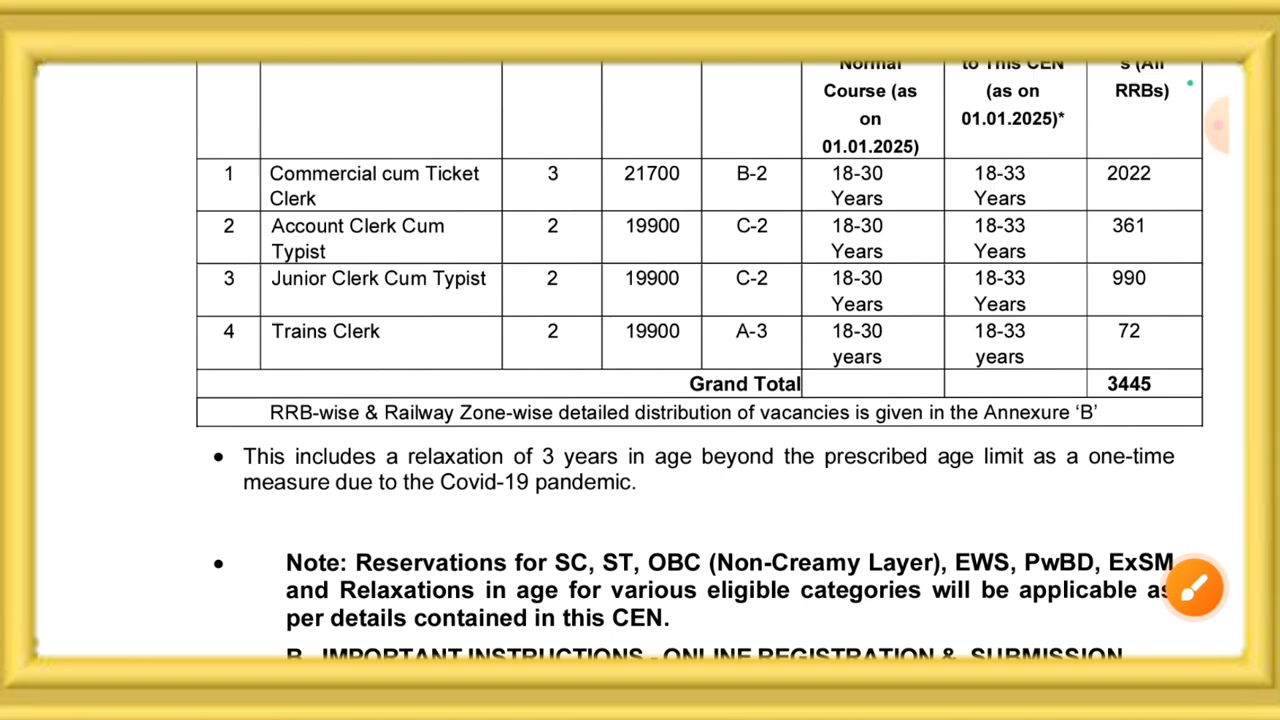 Normal to This CEN s (All
Course (as (as on RRBs)
on 01.01.2025)*
01.01.2025)
1 Commercial cum Ticket 3 21700 B-2 18-30 18-33 2022
Clerk Years Years
2 Account Clerk Cum 2 19900 C-2 18-30 18-33 361
Typist Years Years
3 Junior Clerk Cum Typist 2 19900 C-2 18-30 18-33 990
Years Years
4 Trains Clerk 2 19900 A-3 18-30 18-33 72
years years
Grand Total 3445
RRB-wise & Railway Zone-wise detailed distribution of vacancies is given in the Annexure ‘B’
• This includes a relaxation of 3 years in age beyond the prescribed age limit as a one-time
measure due to the Covid-19 pandemic.
• Note: Reservations for SC, ST, OBC (Non-Creamy Layer), EWS, PwBD, ExSM
and Relaxations in age for various eligible categories will be applicable as
per details contained in this CEN.
B. IMPORTANT INSTRUCTIONS - ONLINE REGISTRATION & SUBMISSION